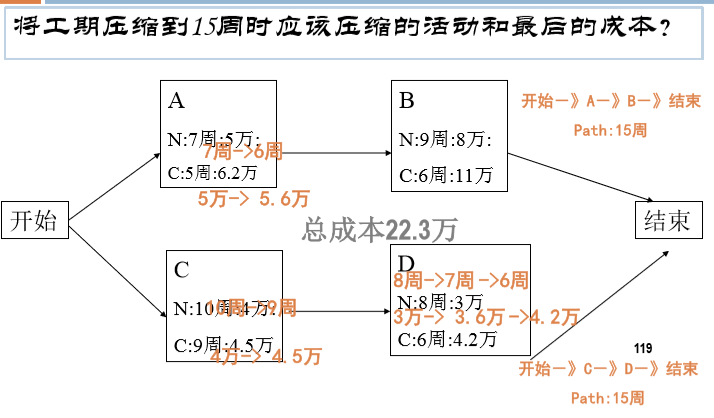 将工期压缩到15周时应该压缩的活动和最后的成本？
A
N:7周:5万;
7周->6周
C:5周:6.2万
5万-> 5.6万
B
N:9周:8万:
C:6周:11万
开始－》A－》B－》结束
Path:15周
开始
结束
总成本22.3万
C
N:10周:4万:
10周->9周
C:9周:4.5万
4万-> 4.5万
D
8周->7周 ->6周
N:8周:3万
3万-> 3.6万 ->4.2万
C:6周:4.2万
119
开始－》C－》D－》结束
Path:15周